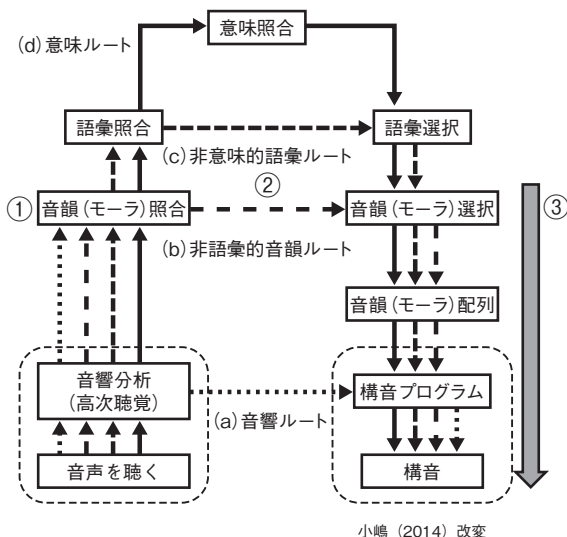 (d)意味ルート
意味照合
語彙照合
語彙選択
(c)非意味的語彙ルート
①
音韻(モーラ)照合
②
音韻(モーラ)選択
③
(b)非語彙的音韻ルート
音韻(モーラ)配列
音響分析
(高次聴覚)
構音プログラム
(a)音響ルート
音声を聴く
構音
小嶋(2014)改変